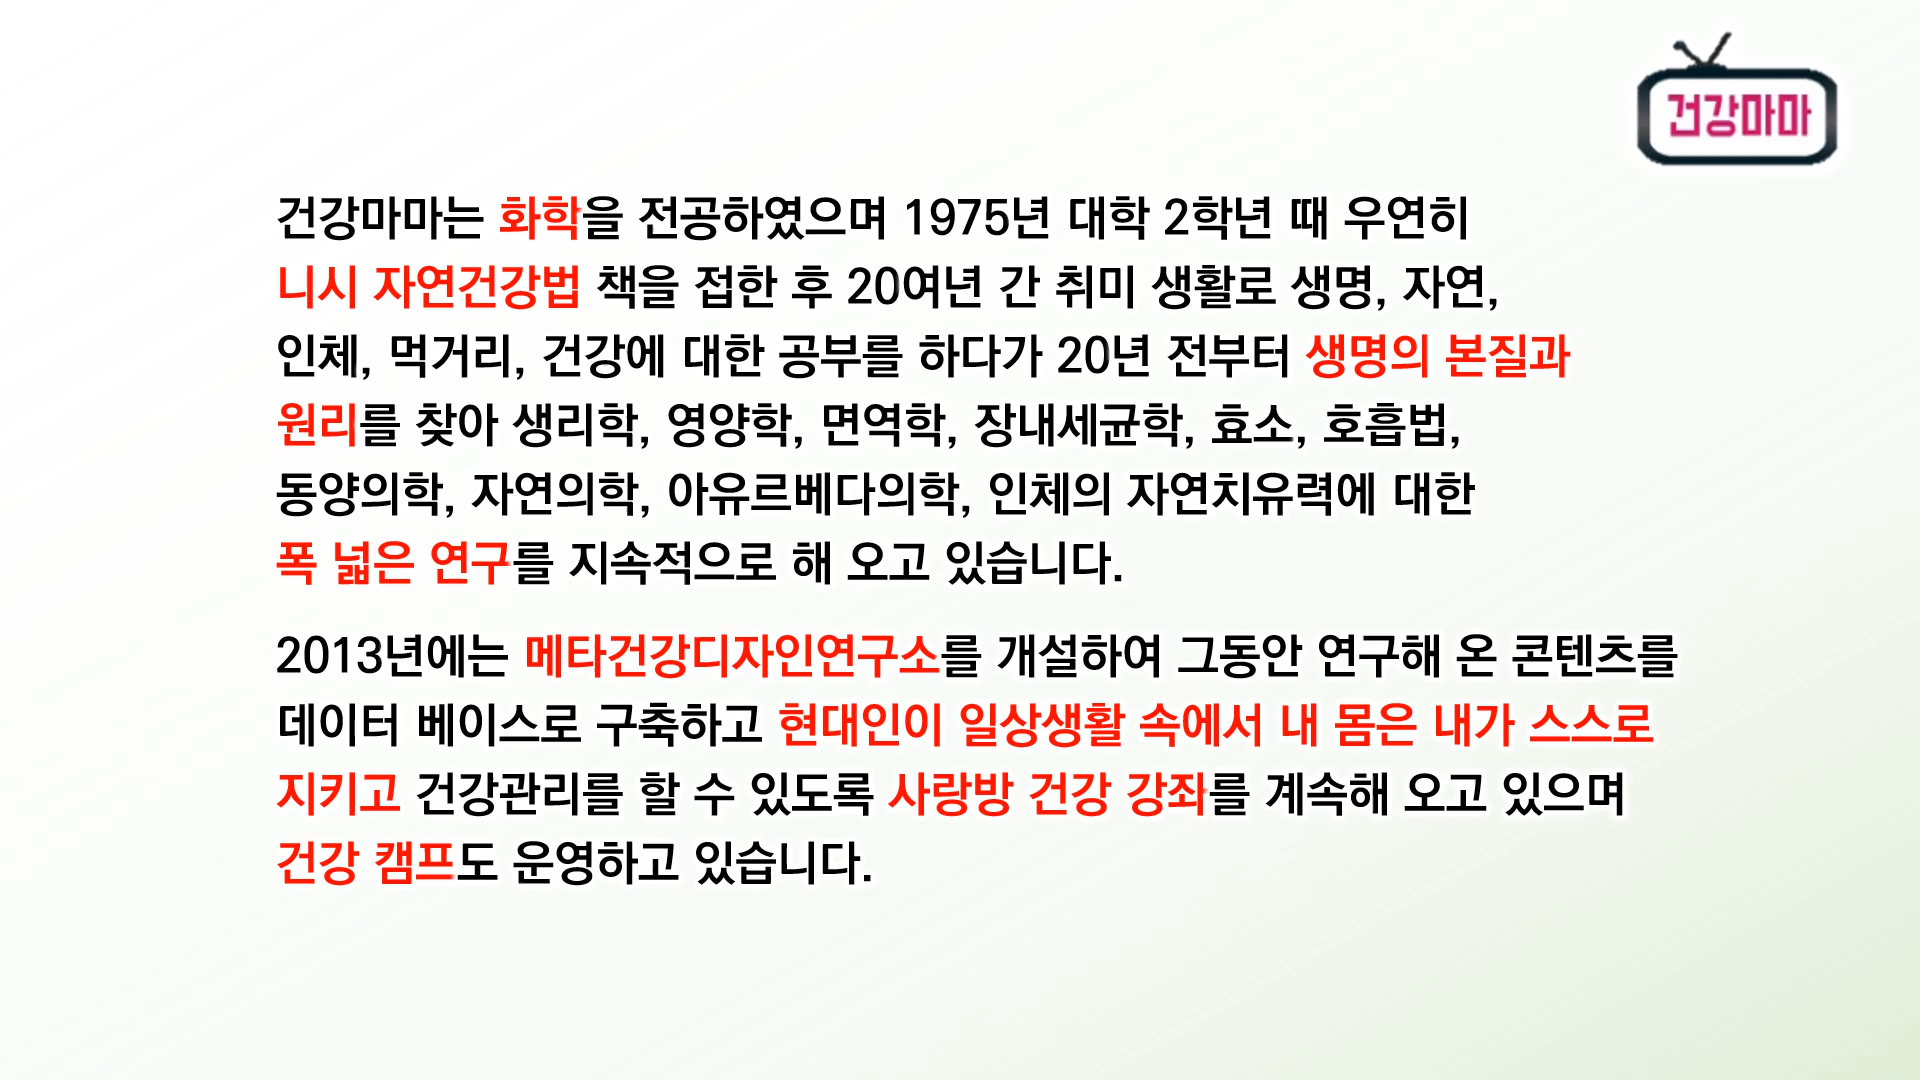 건강마마
건강마마는 화학을 전공하였으며 1975년 대학 2학년 때 우연히
니시 자연건강법 책을 접한 후 20여년 간 취미 생활로 생명, 자연,
인체, 먹거리, 건강에 대한 공부를 하다가 20년 전부터 생명의 본질과
원리를 찾아 생리학, 영양학, 면역학, 장내세균학, 효소, 호흡법,
동양의학, 자연의학, 아유르베다의학, 인체의 자연치유력에 대한
폭 넓은 연구를 지속적으로 해 오고 있습니다.
2013년에는 메타건강디자인연구소를 개설하여 그동안 연구해 온 콘텐츠를
데이터 베이스로 구축하고 현대인이 일상생활 속에서 내 몸은 내가 스스로
지키고 건강관리를 할 수 있도록 사랑방 건강 강좌를 계속해 오고 있으며
건강 캠프도 운영하고 있습니다.